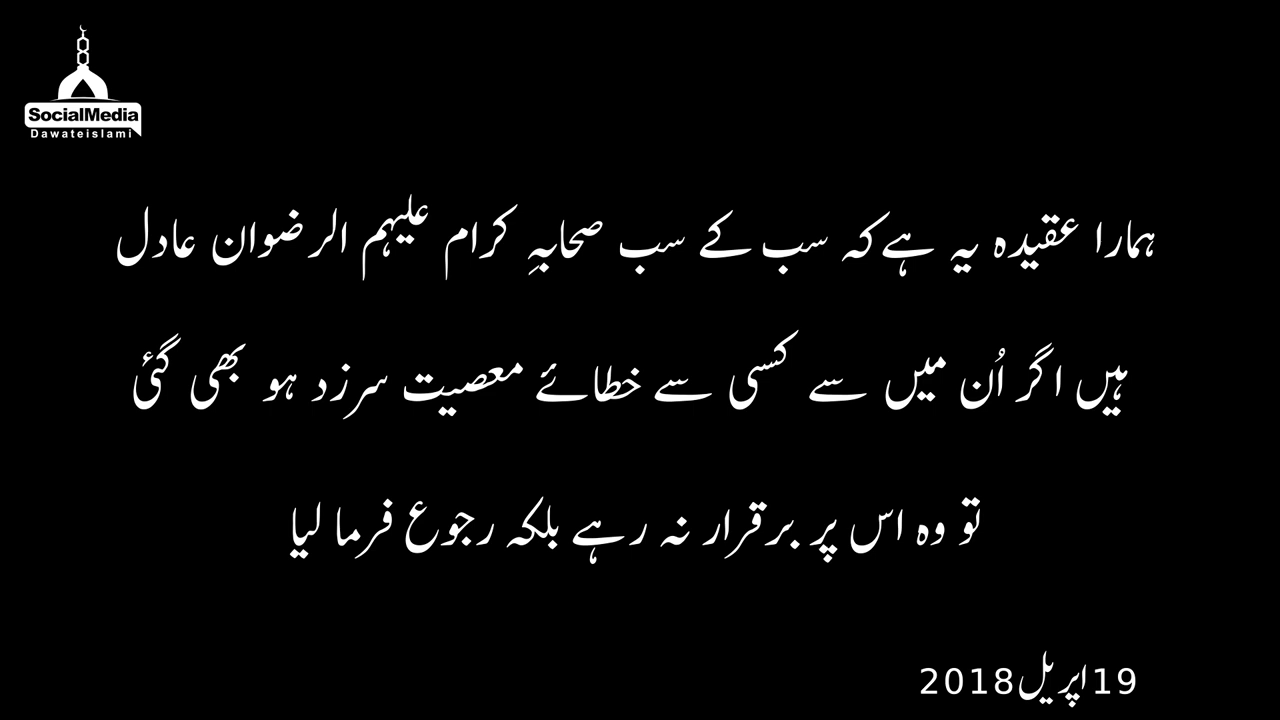 SocialMedia
Dawateislami
ہمارا عقیدہ یہ ہے کہ سب کے سب صحابہِ کرام علیہم الرضوان عادل
ہیں اگر اُن میں سے کسی سے خطائے معصیت سرزد ہو بھی گئی
تو وہ اس پر برقرار نہ رہے بلکہ رجوع فرما لیا
19اپریل2018